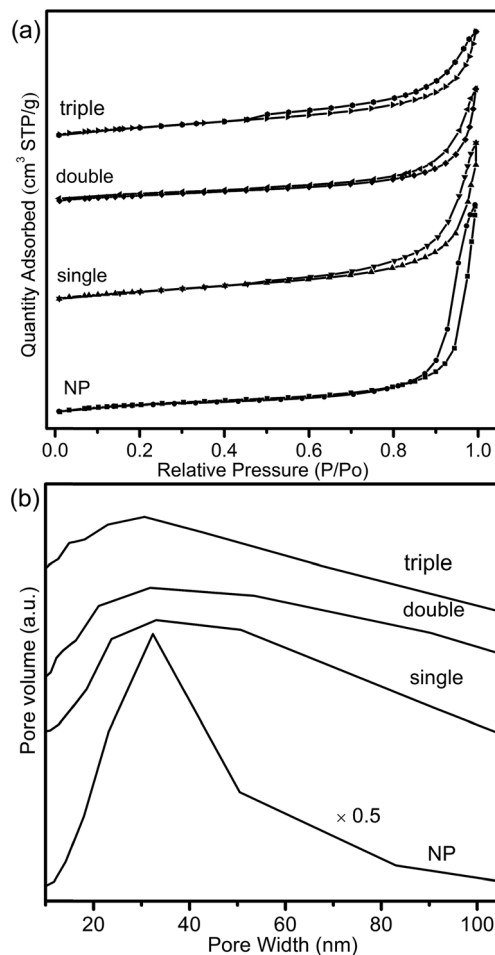 (a)
triple
double
single
NP
Quantity Adsorbed (cm³ STP/g)
0.0 0.2 0.4 0.6 0.8 1.0
Relative Pressure (P/Po)
(b)
triple
double
single
× 0.5
NP
Pore volume (a.u.)
20 40 60 80 100
Pore Width (nm)